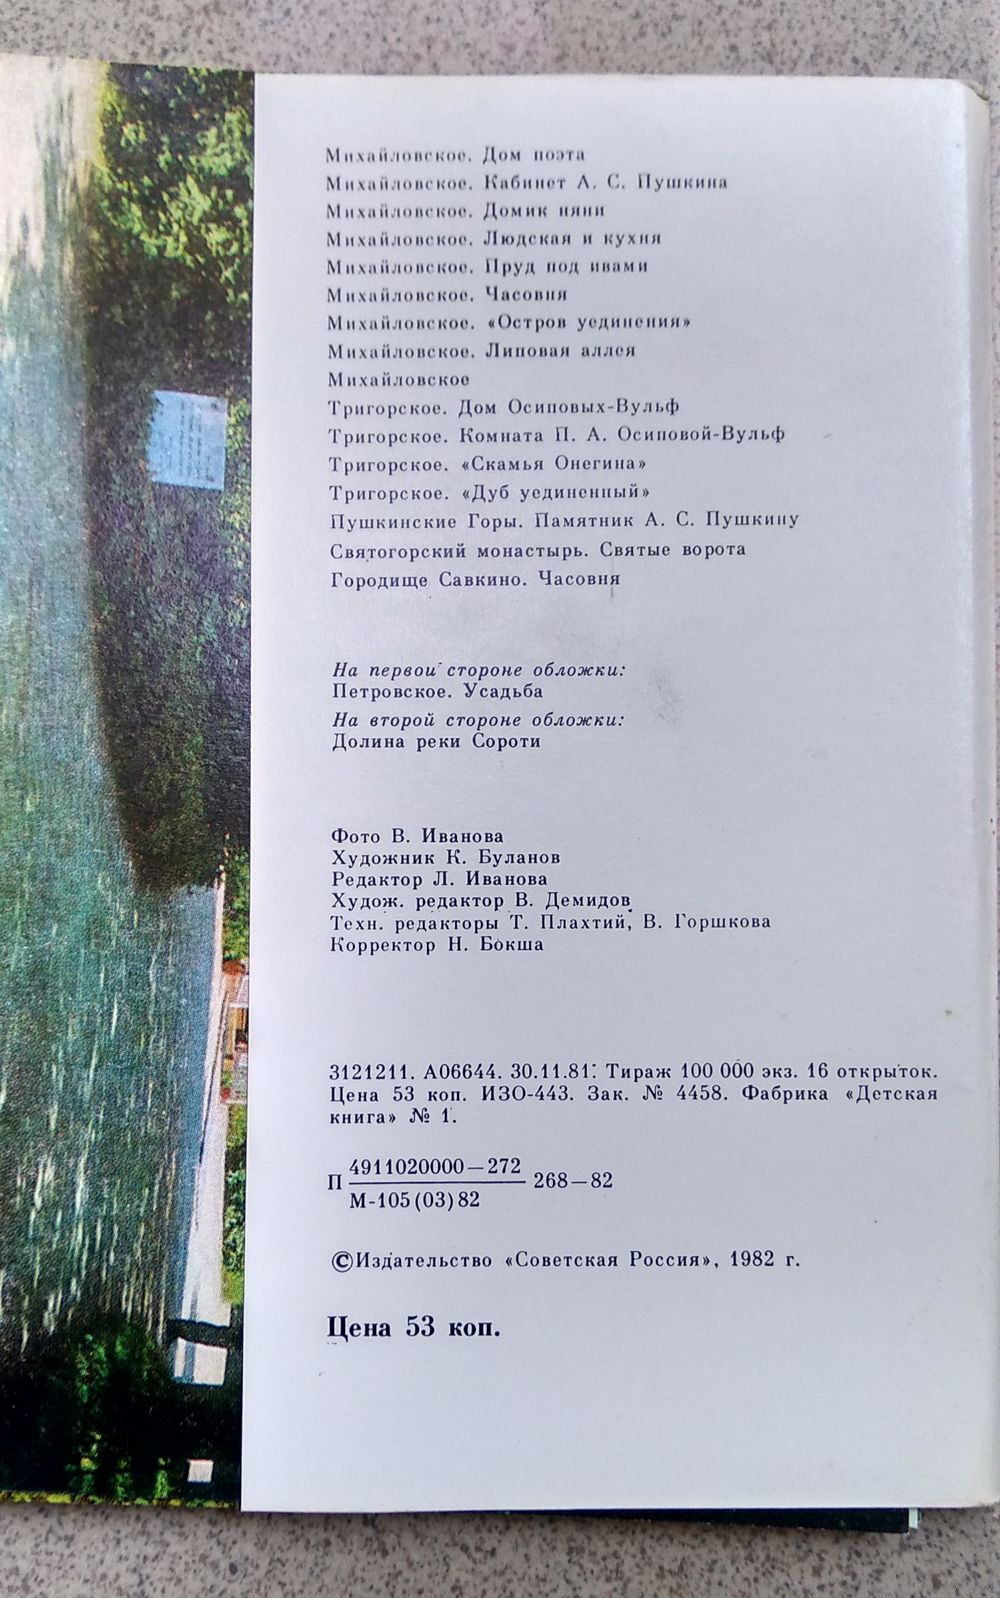 Михайловское. Дом поэта
Михайловское. Кабинет А. С. Пушкина
Михайловское. Домик няни
Михайловское. Людская и кухня
Михайловское. Пруд под ивами
Михайловское. Часовня
Михайловское. «Остров уединения»
Михайловское. Липовая аллея
Михайловское
Тригорское. Дом Осиповых-Вульф
Тригорское. Комната П. А. Осиповой-Вульф
Тригорское. «Скамья Онегина»
Тригорское. «Дуб уединенный»
Пушкинские Горы. Памятник А. С. Пушкину
Святогорский монастырь. Святые ворота
Городище Савкино. Часовня
На первой стороне обложки:
Петровское. Усадьба
На второй стороне обложки:
Долина реки Сороти
Фото В. Иванова
Художник К. Буланов
Редактор Л. Иванова
Худож. редактор В. Демидов
Техн. редакторы Т. Плахтий, В. Горшкова
Корректор Н. Бокша
3121211. А06644. 30.11.81. Тираж 100 000 экз. 16 открыток.
Цена 53 коп. ИЗО-443. Зак. № 4458. Фабрика «Детская
книга» № 1.
П 4911020000—272 268—82
М-105(03)82
©Издательство «Советская Россия», 1982 г.
Цена 53 коп.